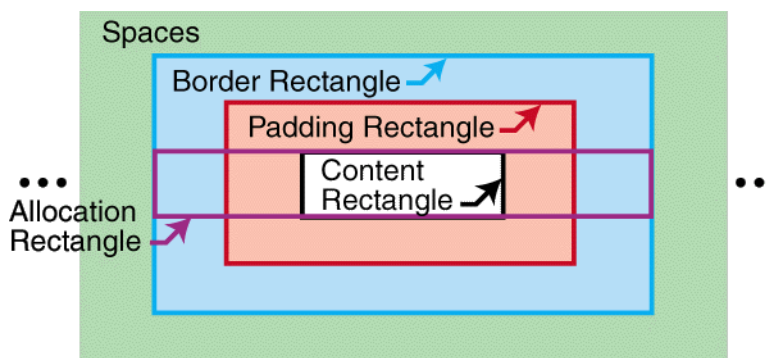 Spaces
Border Rectangle
Padding Rectangle
Content
Rectangle
...
..
Allocation
Rectangle